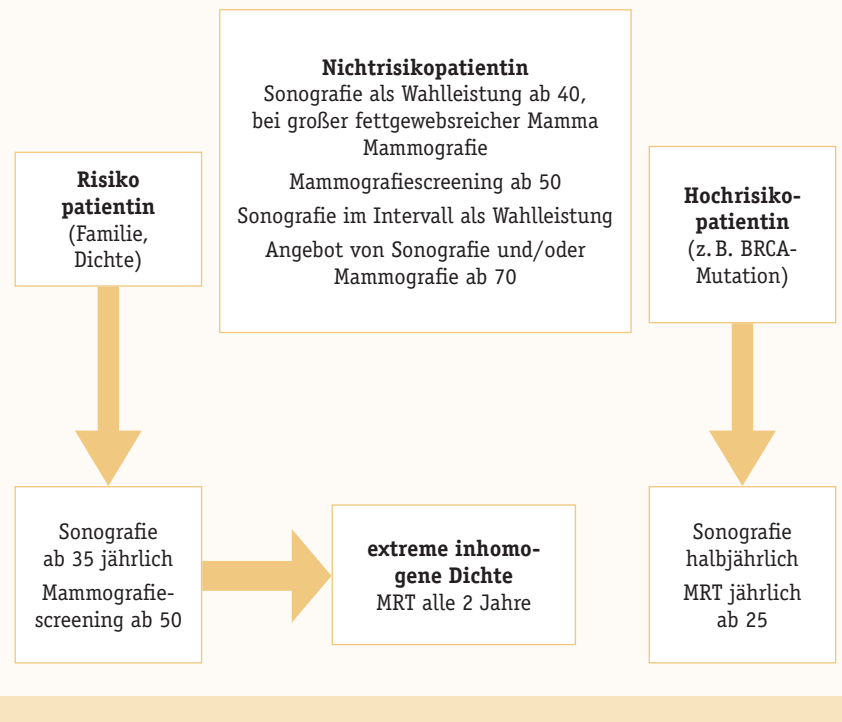 Nichtrisikopatientin
Sonografie als Wahlleistung ab 40,
bei großer fettgewebsreicher Mamma
Mammografie
Mammografiescreening ab 50
Sonografie im Intervall als Wahlleistung
Angebot von Sonografie und/oder
Mammografie ab 70
Risiko
patientin
(Familie,
Dichte)
Hochrisiko-
patientin
(z. B. BRCA-
Mutation)
Sonografie
ab 35 jährlich
Mammografie-
screening ab 50
extreme inhomo-
gene Dichte
MRT alle 2 Jahre
Sonografie
halbjährlich
MRT jährlich
ab 25